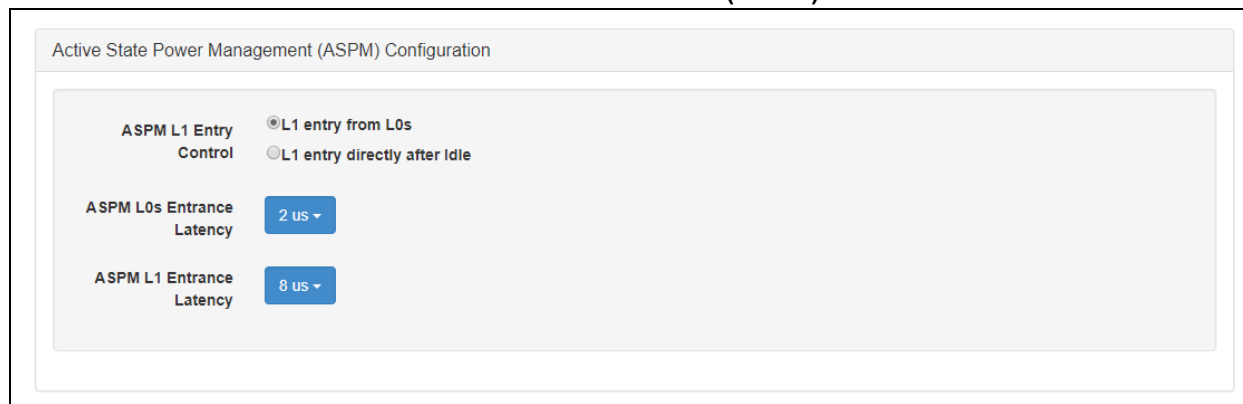 Active State Power Management (ASPM) Configuration
ASPM L1 Entry
Control
L1 entry from L0s
L1 entry directly after Idle
ASPM L0s Entrance
Latency
2 us
ASPM L1 Entrance
Latency
8 us